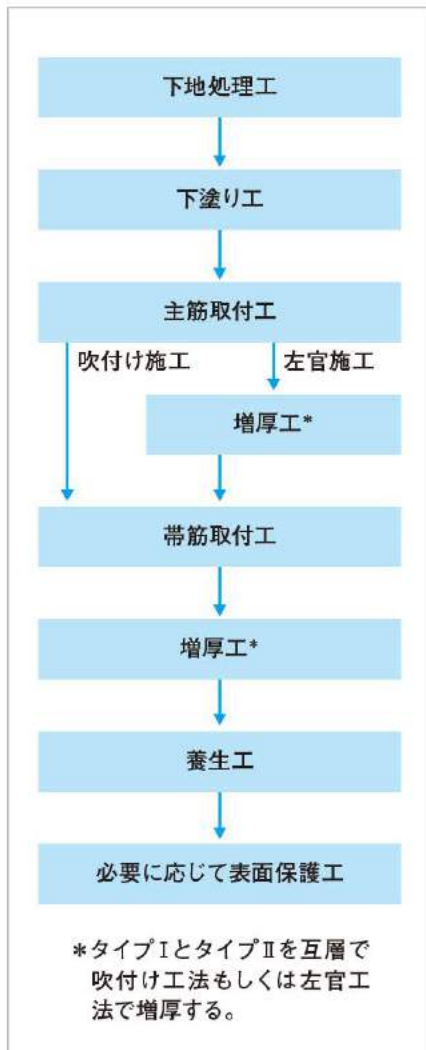 下地処理工
下塗り工
主筋取付工
吹付け施工
左官施工
増厚工*
帯筋取付工
増厚工*
養生工
必要に応じて表面保護工
*タイプⅠとタイプⅡを互層で
吹付け工法もしくは左官工
法で増厚する。